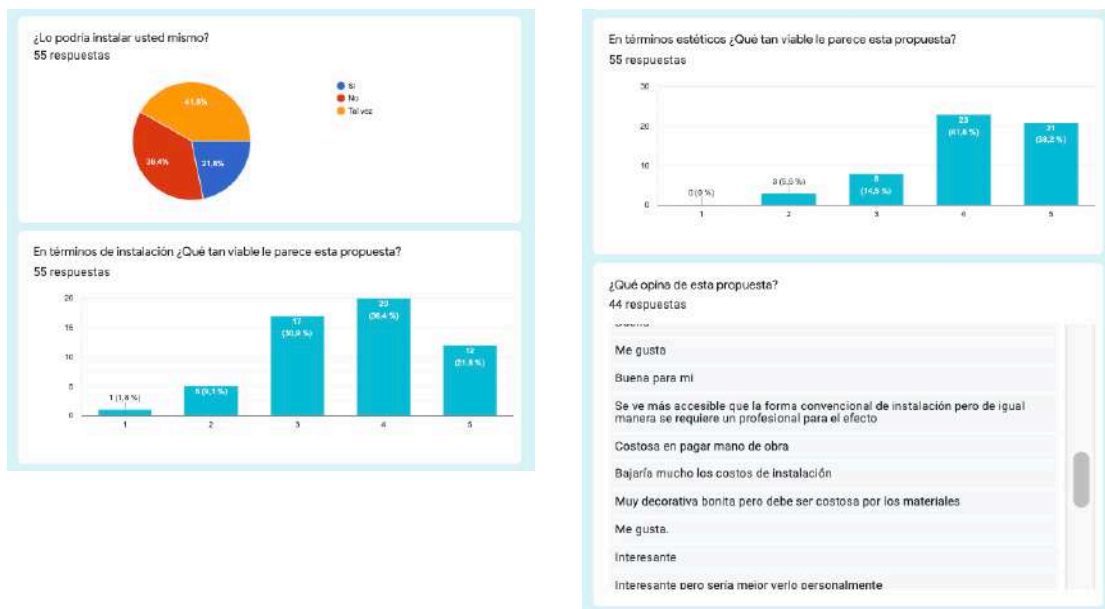 ¿Lo podría instalar usted mismo?
55 respuestas
41,8%
36,4%
21,8%
Sí
No
Tal vez
En términos de instalación ¿Qué tan viable le parece esta propuesta?
55 respuestas
20
15
10
5
0
1 (1,8 %)
5 (9,1 %)
17
(30,9 %)
20
(36,4 %)
12
(21,8 %)
1
2
3
4
5
En términos estéticos ¿Qué tan viable le parece esta propuesta?
55 respuestas
30
20
10
0
0 (0 %)
3 (5,5 %)
8
(14,5 %)
23
(41,8 %)
21
(38,2 %)
1
2
3
4
5
¿Qué opina de esta propuesta?
44 respuestas
Me gusta
Buena para mi
Se ve más accesible que la forma convencional de instalación pero de igual
manera se requiere un profesional para el efecto
Costosa en pagar mano de obra
Bajaría mucho los costos de instalación
Muy decorativa bonita pero debe ser costosa por los materiales
Me gusta.
Interesante
Interesante pero sería mejor verlo personalmente